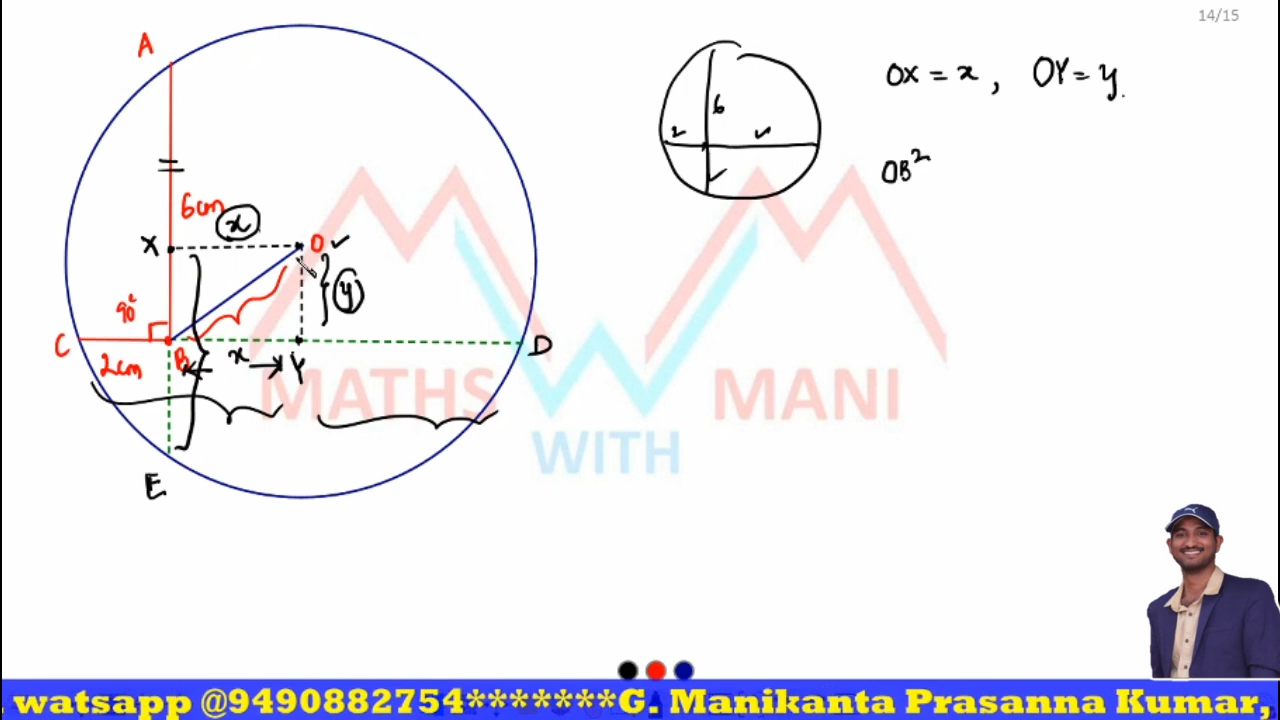 14/15
A
6cm
x
X
O ✓
y
90°
C
2cm
B
x
Y
D
E
6
2 ✓
✓
OX = x , OY = y.
OB²
MATHS
WITH
MANI
watsapp @9490882754*******G. Manikanta Prasanna Kumar,